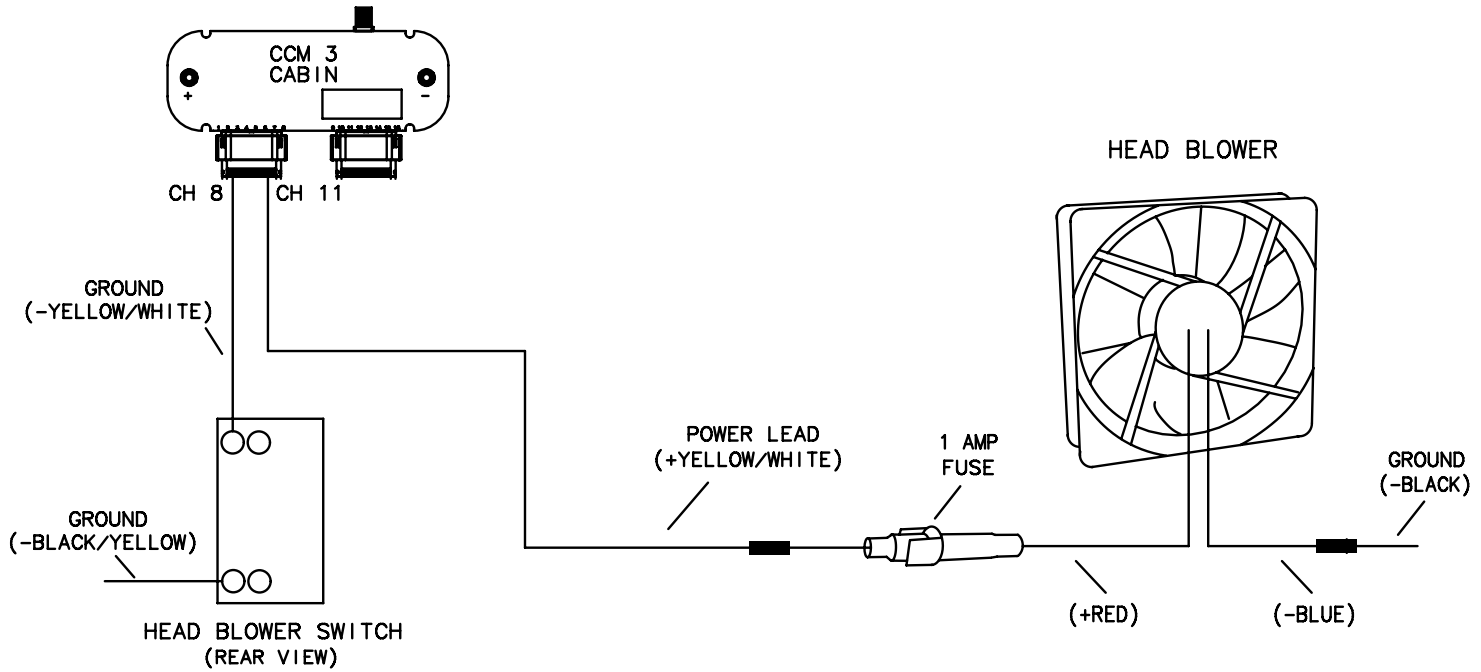 CCM 3
CABIN
+
-
CH 8
CH 11
HEAD BLOWER
GROUND
(-YELLOW/WHITE)
POWER LEAD
(+YELLOW/WHITE)
1 AMP
FUSE
GROUND
(-BLACK)
GROUND
(-BLACK/YELLOW)
(+RED)
(-BLUE)
HEAD BLOWER SWITCH
(REAR VIEW)